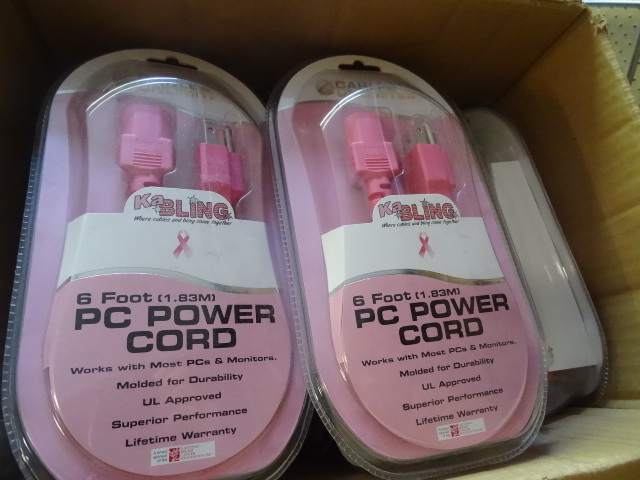 KaBLING
Where cables and bling come together
6 Foot (1.83M)
PC POWER
CORD
Works with Most PCs & Monitors.
Molded for Durability
UL Approved
Superior Performance
Lifetime Warranty
CABLES
UNLIMITED
KaBLING
Where cables and bling come together
6 Foot (1.83M)
PC POWER
CORD
Works with Most PCs & Monitors.
Molded for Durability
UL Approved
Superior Performance
Lifetime Warranty